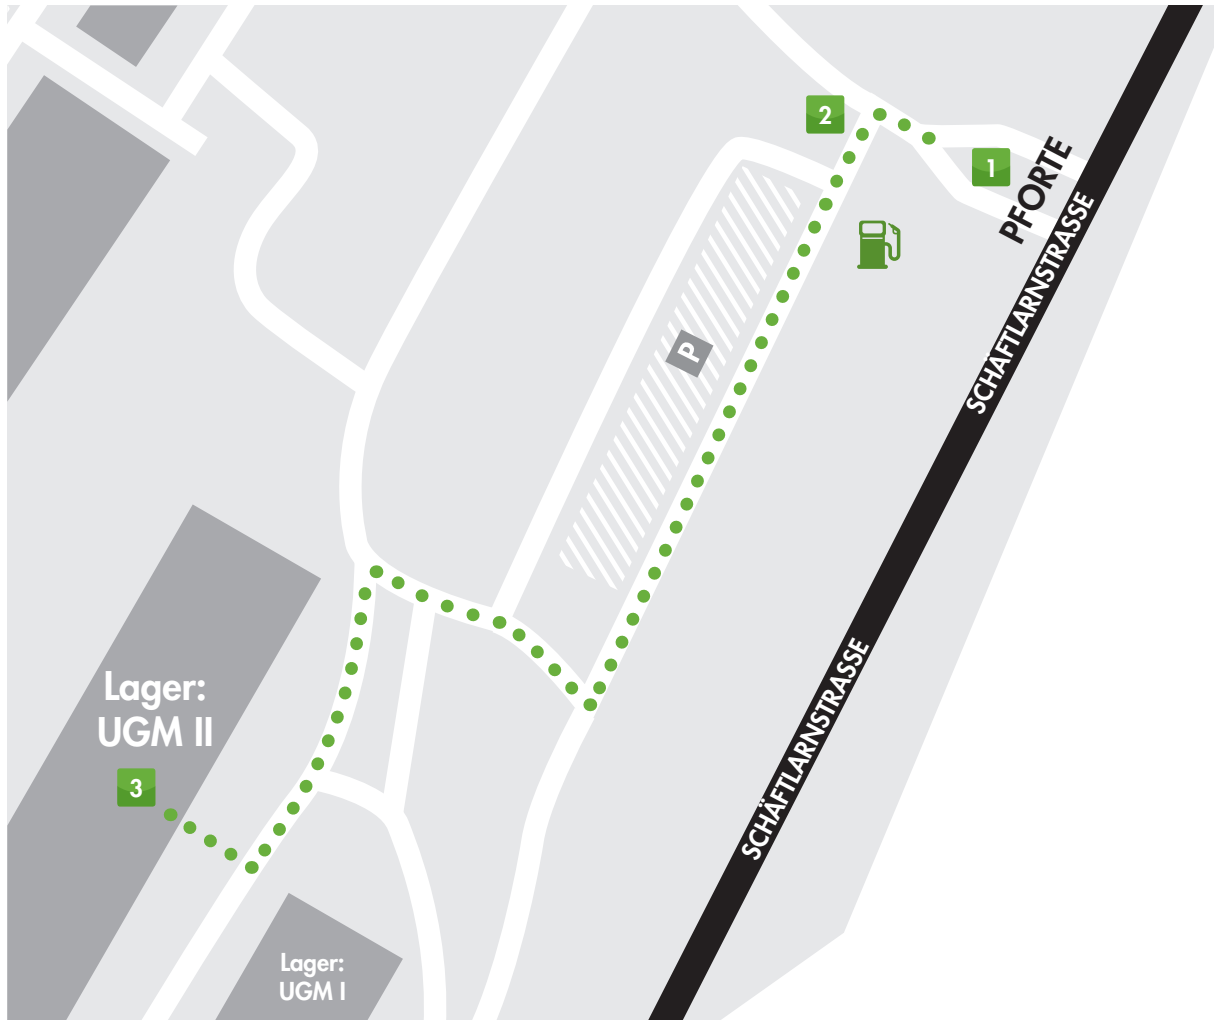 2
1
PFORTE
SCHÄFTLARNSTRASSE
P
SCHÄFTLARNSTRASSE
Lager:
UGM II
3
Lager:
UGM I